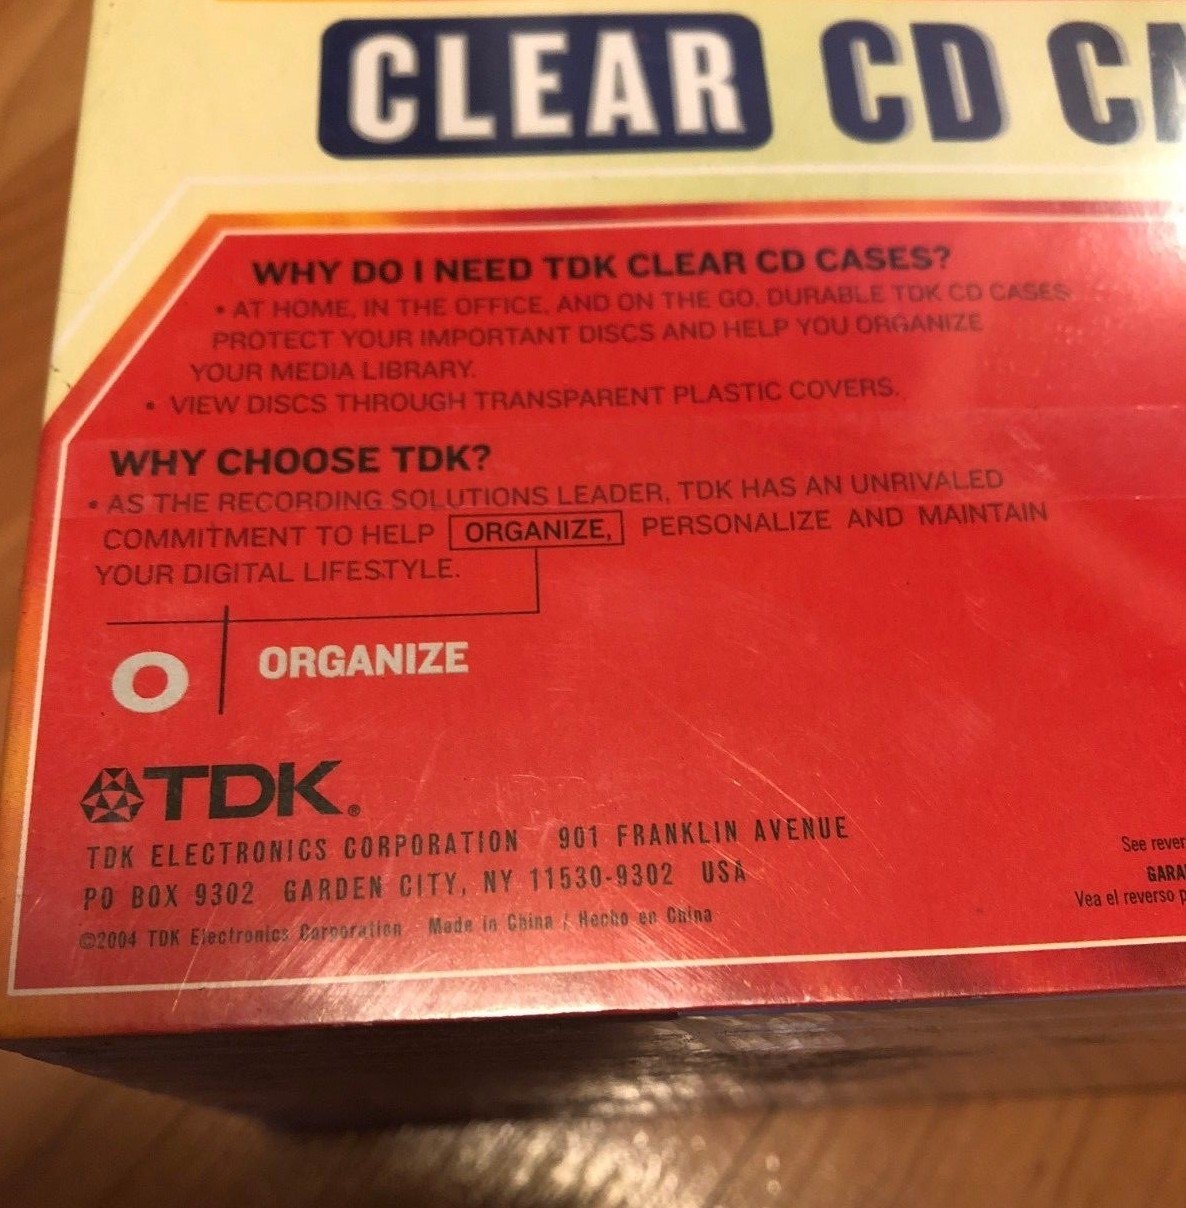 CLEAR CD CA
WHY DO I NEED TDK CLEAR CD CASES?
• AT HOME, IN THE OFFICE, AND ON THE GO, DURABLE TDK CD CASES
PROTECT YOUR IMPORTANT DISCS AND HELP YOU ORGANIZE
YOUR MEDIA LIBRARY.
• VIEW DISCS THROUGH TRANSPARENT PLASTIC COVERS.
WHY CHOOSE TDK?
• AS THE RECORDING SOLUTIONS LEADER, TDK HAS AN UNRIVALED
COMMITMENT TO HELP ORGANIZE, PERSONALIZE AND MAINTAIN
YOUR DIGITAL LIFESTYLE.
O ORGANIZE
TDK®
TDK ELECTRONICS CORPORATION 901 FRANKLIN AVENUE
PO BOX 9302 GARDEN CITY, NY 11530-9302 USA
©2004 TDK Electronics Corporation Made in China / Hecho en China
See rever
GARA
Vea el reverso p